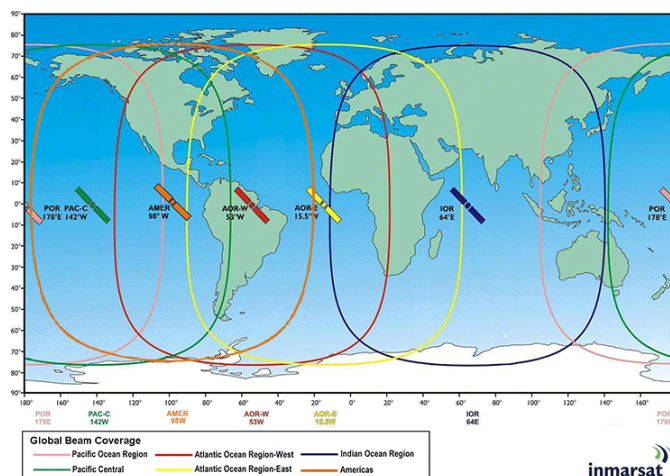 90°
80°
70°
60°
50°
40°
30°
20°
10°
0°
10°
20°
30°
40°
50°
60°
70°
80°
90°
POR PAC-C AMER AOR-W AOR-E IOR POR
178°E 142°W 98° W 53°W 15.5°W 64°E 178°E
180° 160° 140° 120° 100° 80° 60° 40° 20° 0° 20° 40° 60° 80° 100° 120° 140° 160°
POR PAC-C AMER AOR-W AOR-E IOR POR
178E 142W 98W 53W 15.5W 64E
Global Beam Coverage
Pacific Ocean Region Atlantic Ocean Region-West Indian Ocean Region
Pacific Central Atlantic Ocean Region-East Americas
inmarsat